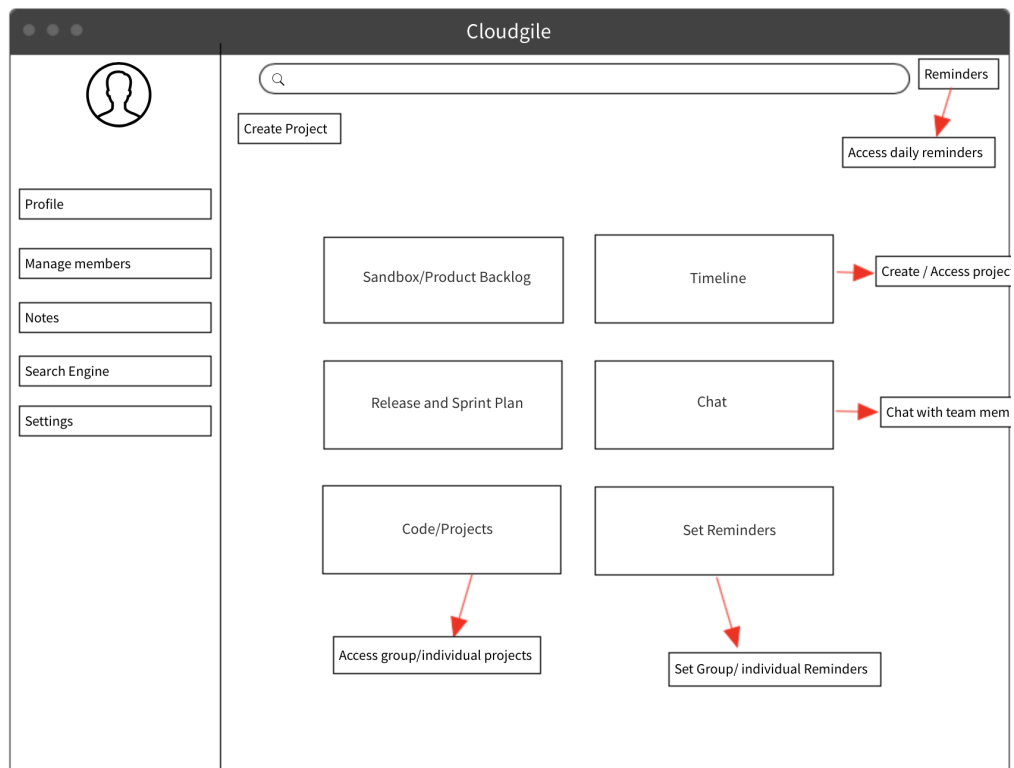 Cloudgile
Reminders
Create Project
Access daily reminders
Profile
Manage members
Notes
Search Engine
Settings
Sandbox/Product Backlog
Timeline
Create / Access
Release and Sprint Plan
Chat
Chat with team
Code/Projects
Set Reminders
Access group/individual projects
Set Group/ individual Reminders